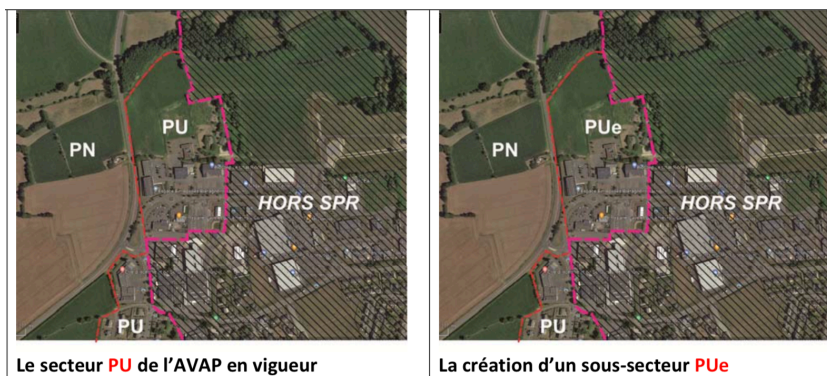 PU
PN
HORS SPR
PU
Le secteur PU de l’AVAP en vigueur
PUe
PN
HORS SPR
PU
La création d’un sous-secteur PUe